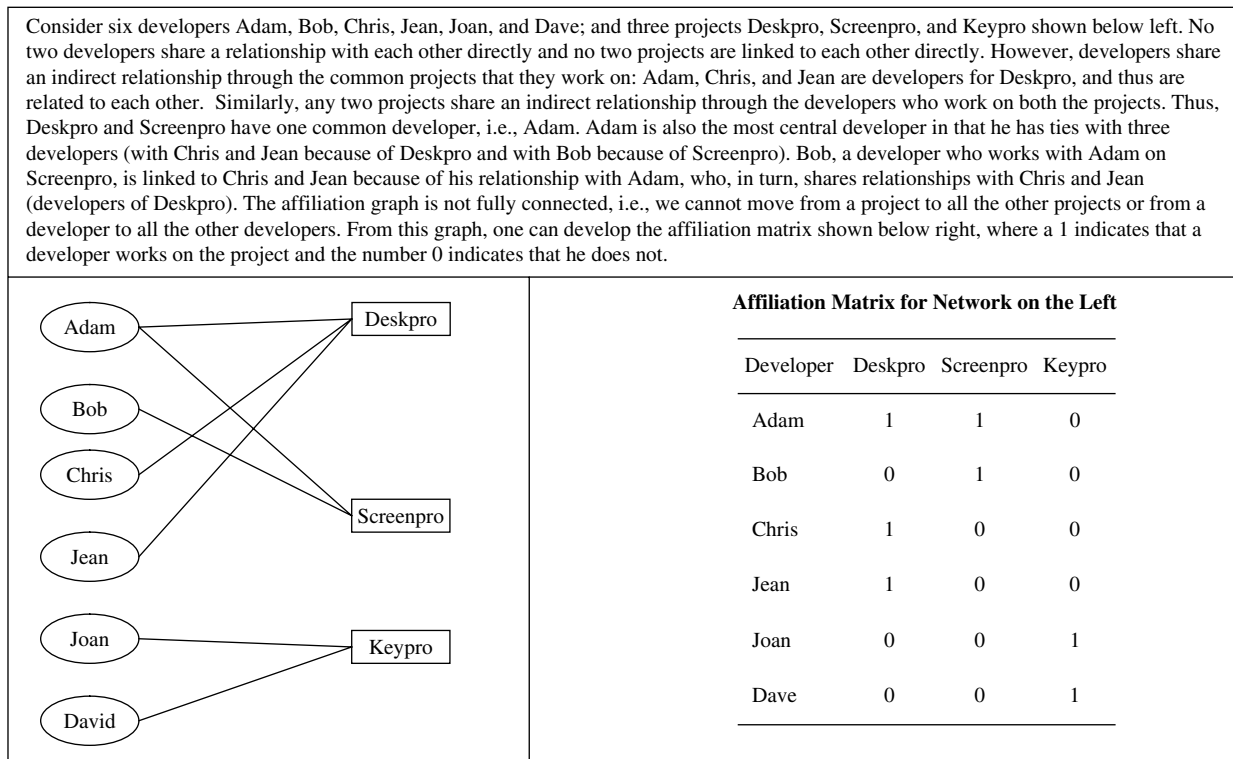 Consider six developers Adam, Bob, Chris, Jean, Joan, and Dave; and three projects Deskpro, Screenpro, and Keypro shown below left. No
two developers share a relationship with each other directly and no two projects are linked to each other directly. However, developers share
an indirect relationship through the common projects that they work on: Adam, Chris, and Jean are developers for Deskpro, and thus are
related to each other. Similarly, any two projects share an indirect relationship through the developers who work on both the projects. Thus,
Deskpro and Screenpro have one common developer, i.e., Adam. Adam is also the most central developer in that he has ties with three
developers (with Chris and Jean because of Deskpro and with Bob because of Screenpro). Bob, a developer who works with Adam on
Screenpro, is linked to Chris and Jean because of his relationship with Adam, who, in turn, shares relationships with Chris and Jean
(developers of Deskpro). The affiliation graph is not fully connected, i.e., we cannot move from a project to all the other projects or from a
developer to all the other developers. From this graph, one can develop the affiliation matrix shown below right, where a 1 indicates that a
developer works on the project and the number 0 indicates that he does not.
Adam
Bob
Chris
Jean
Joan
David
Deskpro
Screenpro
Keypro
Affiliation Matrix for Network on the Left
Developer Deskpro Screenpro Keypro
Adam 1 1 0
Bob 0 1 0
Chris 1 0 0
Jean 1 0 0
Joan 0 0 1
Dave 0 0 1